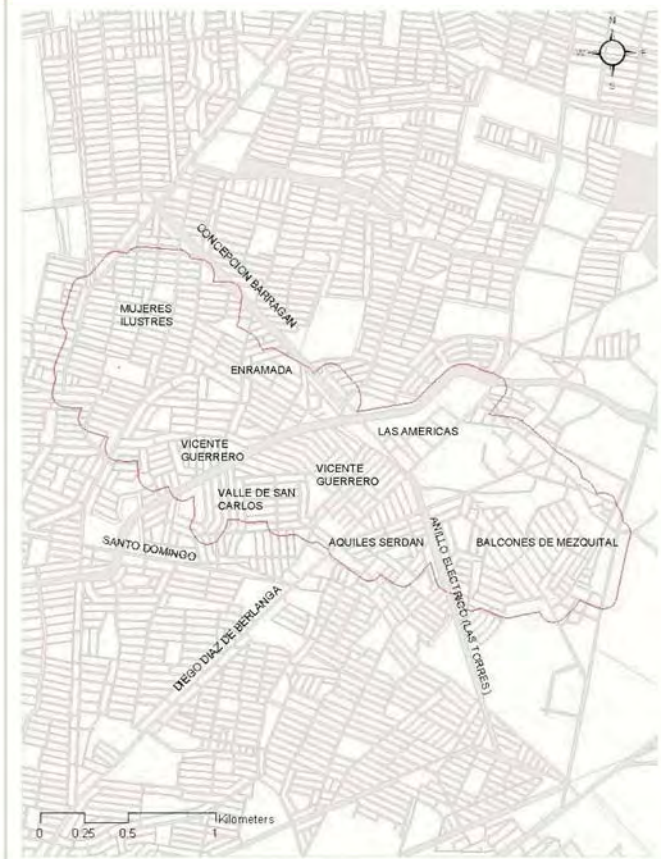 N
W
E
S
CONCEPCION BARRAGAN
MUJERES
ILUSTRES
ENRAMADA
LAS AMERICAS
VICENTE
GUERRERO
VICENTE
GUERRERO
VALLE DE SAN
CARLOS
SANTO DOMINGO
AQUILES SERDAN
BALCONES DE MEZQUITAL
ANILLO ELECTRICO (LAS TORRES)
DIEGO DIAZ DE BERLANGA
Kilometers
0 0.25 0.5 1